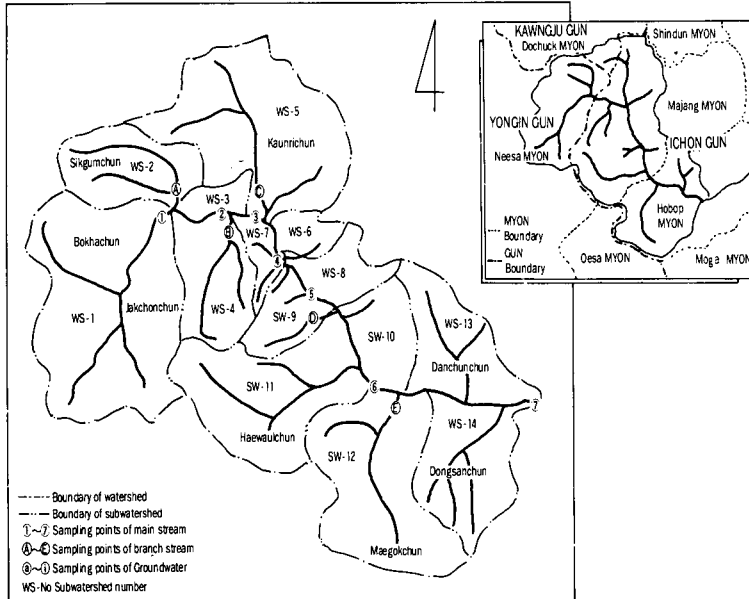 WS-5
Kaunrichun
Sikgumchun
WS-2
Ⓐ
WS-3
Ⓒ
①
②
③
Ⓑ
WS-7
WS-6
Bokhachun
④
WS-8
Jakchonchun
WS-4
⑤
SW-9
Ⓓ
WS-1
SW-10
WS-13
Danchunchun
SW-11
⑥
Ⓔ
⑦
Haewaulchun
WS-14
SW-12
Dongsanchun
Maegokchun
Boundary of watershed
Boundary of subwatershed
①~⑦ Sampling points of main stream
Ⓐ~Ⓔ Sampling points of branch stream
ⓐ~ⓘ Sampling points of Groundwater
WS-No Subwatershed number
KAWNGJU GUN
Dochuck MYON
Shindun MYON
Majang MYON
YONGIN GUN
ICHON GUN
Neesa MYON
Hobop
MYON
MYON
Boundary
GUN
Boundary
Oesa MYON
Moga MYON